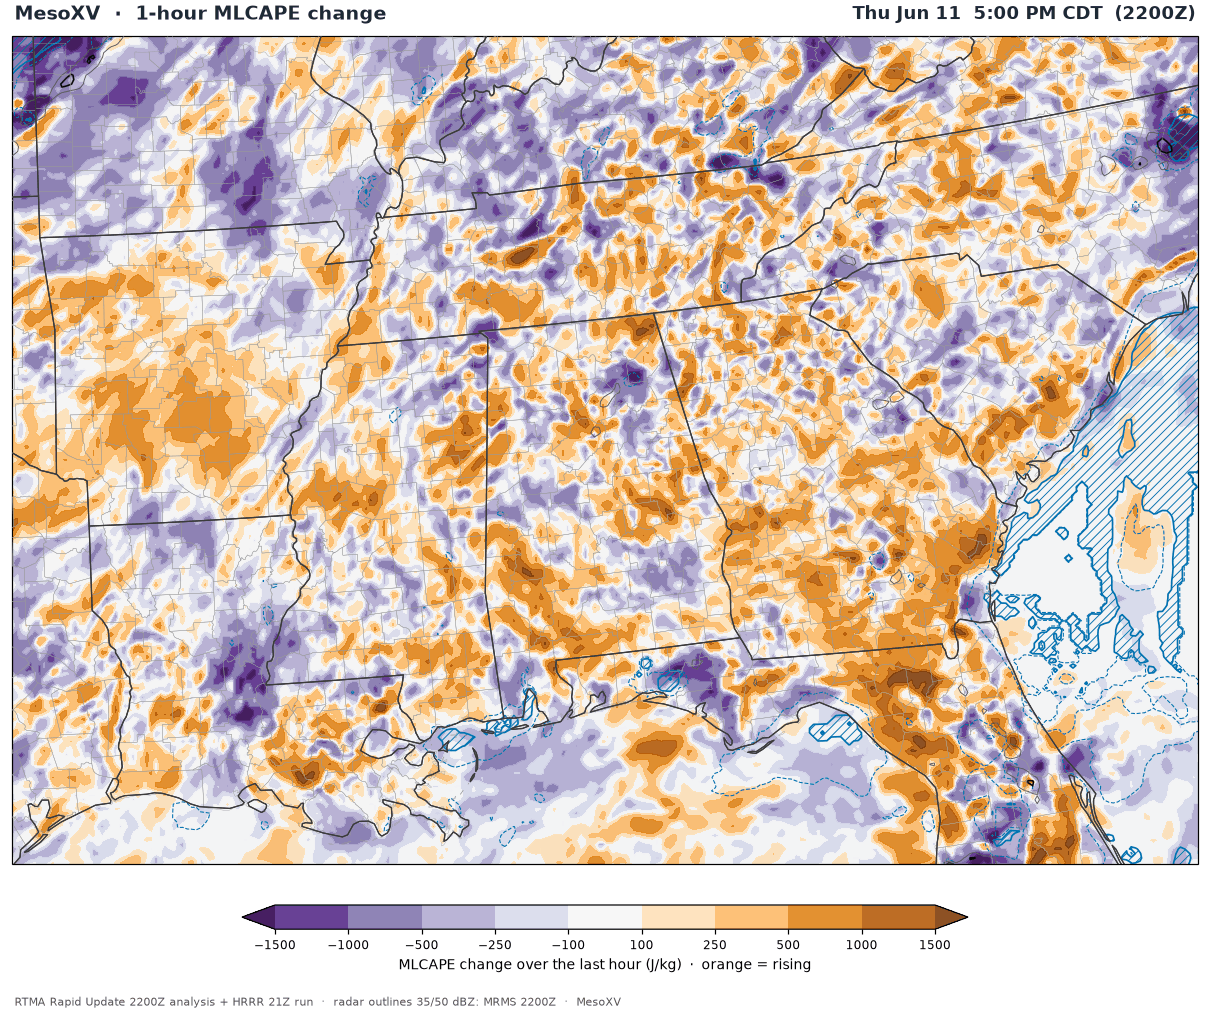 MesoXV · 1-hour MLCAPE change
Thu Jun 11 5:00 PM CDT (2200Z)
−1500 −1000 −500 −250 −100 100 250 500 1000 1500
MLCAPE change over the last hour (J/kg) · orange = rising
RTMA Rapid Update 2200Z analysis + HRRR 21Z run · radar outlines 35/50 dBZ: MRMS 2200Z · MesoXV